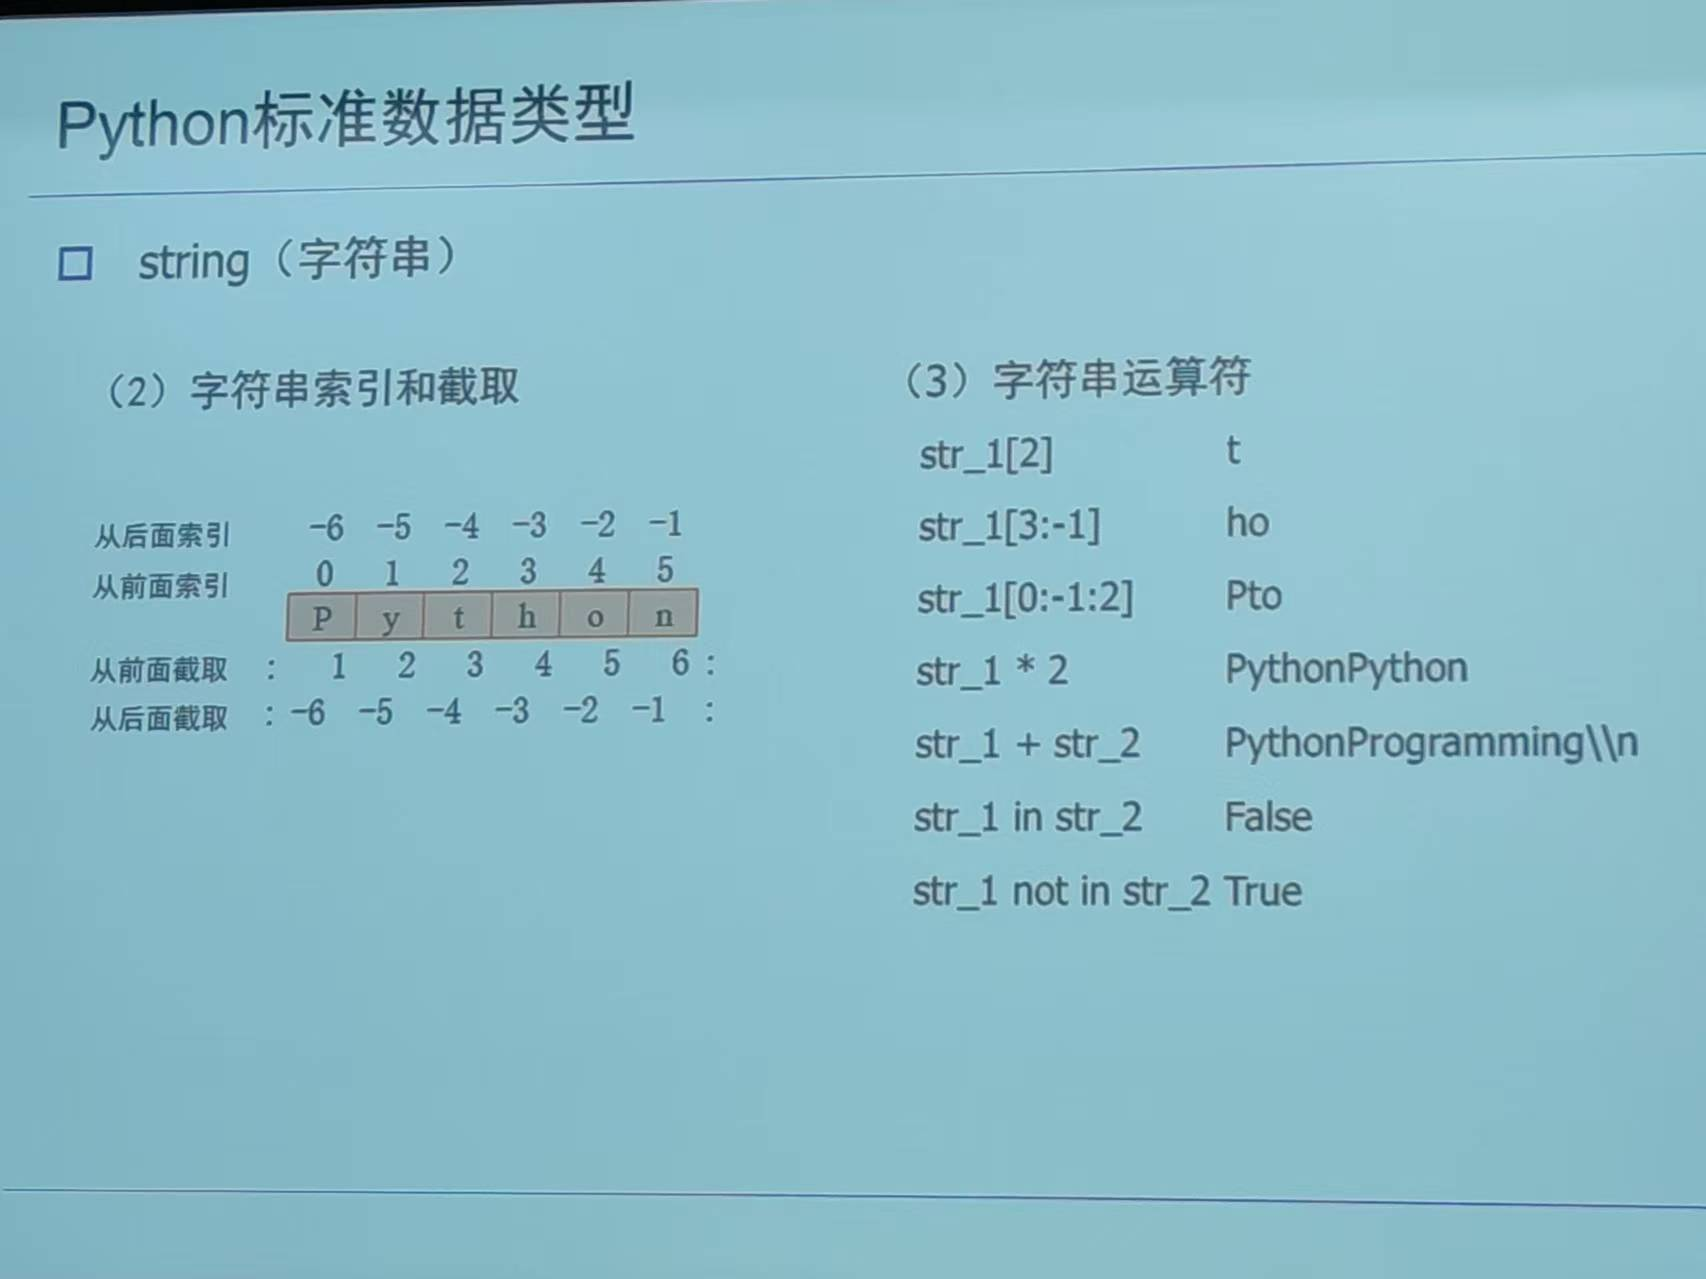 Python标准数据类型
string（字符串）
（2）字符串索引和截取
从后面索引 -6 -5 -4 -3 -2 -1
从前面索引 0 1 2 3 4 5
P y t h o n
从前面截取 : 1 2 3 4 5 6 :
从后面截取 : -6 -5 -4 -3 -2 -1 :
（3）字符串运算符
str_1[2] t
str_1[3:-1] ho
str_1[0:-1:2] Pto
str_1 * 2 PythonPython
str_1 + str_2 PythonProgramming\\n
str_1 in str_2 False
str_1 not in str_2 True